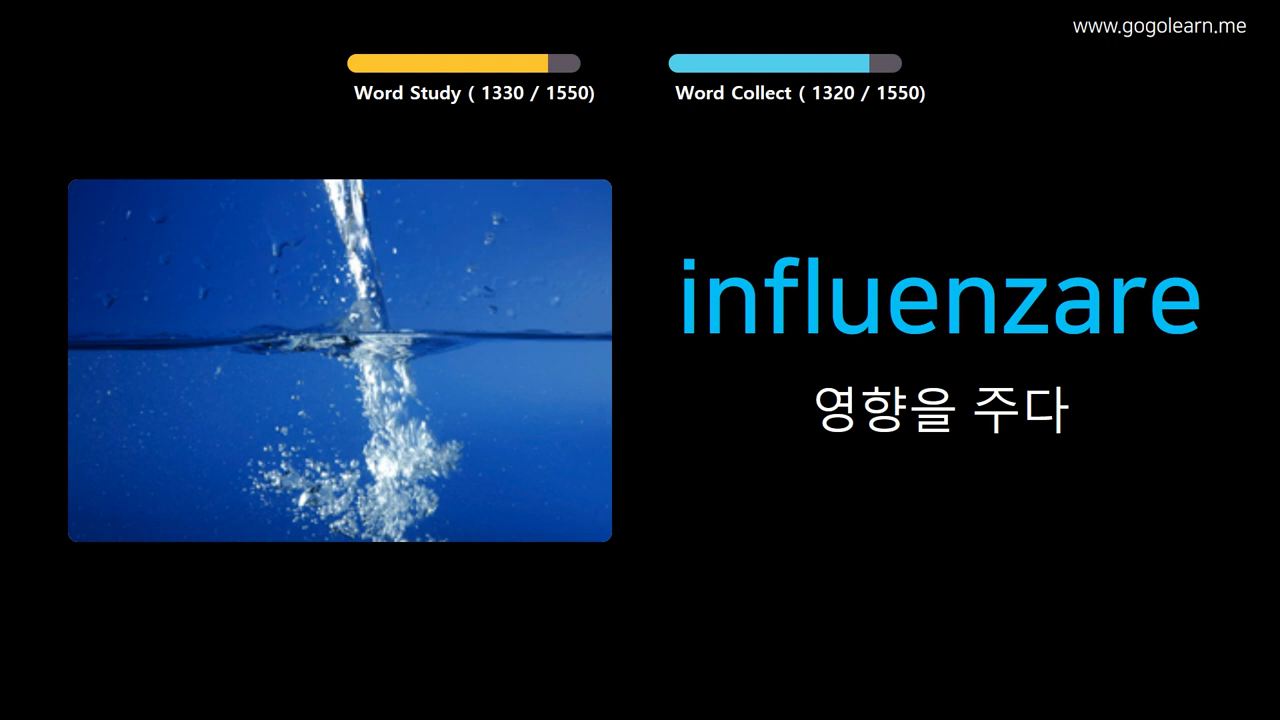 www.gogolearn.me
Word Study ( 1330 / 1550)
Word Collect ( 1320 / 1550)
influenzare
영향을 주다